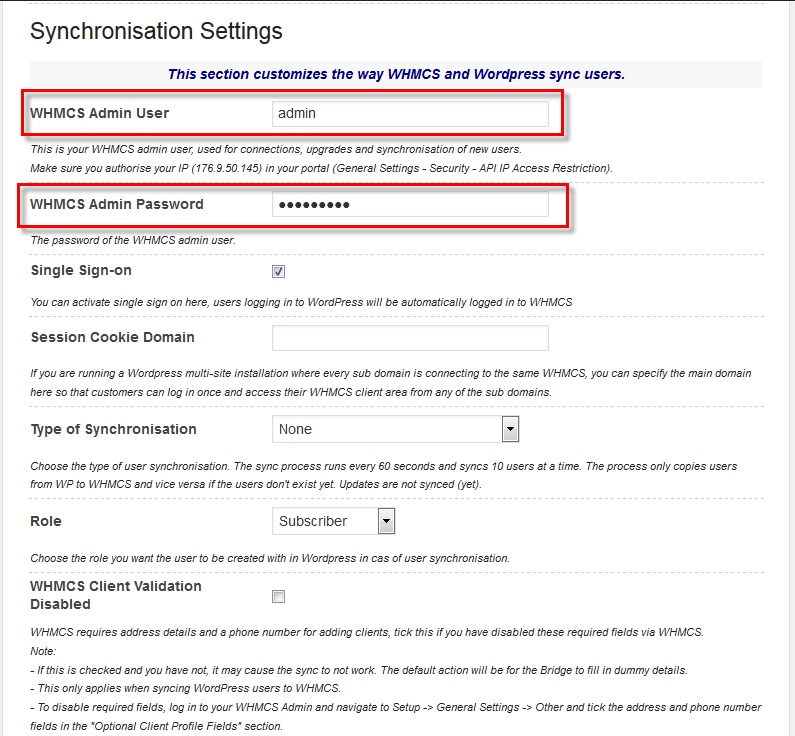 Synchronisation Settings
This section customizes the way WHMCS and Wordpress sync users.
WHMCS Admin User
admin
This is your WHMCS admin user, used for connections, upgrades and synchronisation of new users.
Make sure you authorise your IP (176.9.50.145) in your portal (General Settings - Security - API IP Access Restriction).
WHMCS Admin Password
●●●●●●●●●
The password of the WHMCS admin user.
Single Sign-on
You can activate single sign on here, users logging in to WordPress will be automatically logged in to WHMCS
Session Cookie Domain
If you are running a Wordpress multi-site installation where every sub domain is connecting to the same WHMCS, you can specify the main domain
here so that customers can log in once and access their WHMCS client area from any of the sub domains.
Type of Synchronisation
None
Choose the type of user synchronisation. The sync process runs every 60 seconds and syncs 10 users at a time. The process only copies users
from WP to WHMCS and vice versa if the users don't exist yet. Updates are not synced (yet).
Role
Subscriber
Choose the role you want the user to be created with in Wordpress in cas of user synchronisation.
WHMCS Client Validation
Disabled
WHMCS requires address details and a phone number for adding clients, tick this if you have disabled these required fields via WHMCS.
Note:
- If this is checked and you have not, it may cause the sync to not work. The default action will be for the Bridge to fill in dummy details.
- This only applies when syncing WordPress users to WHMCS.
- To disable required fields, log in to your WHMCS Admin and navigate to Setup -> General Settings -> Other and tick the address and phone number
fields in the "Optional Client Profile Fields" section.